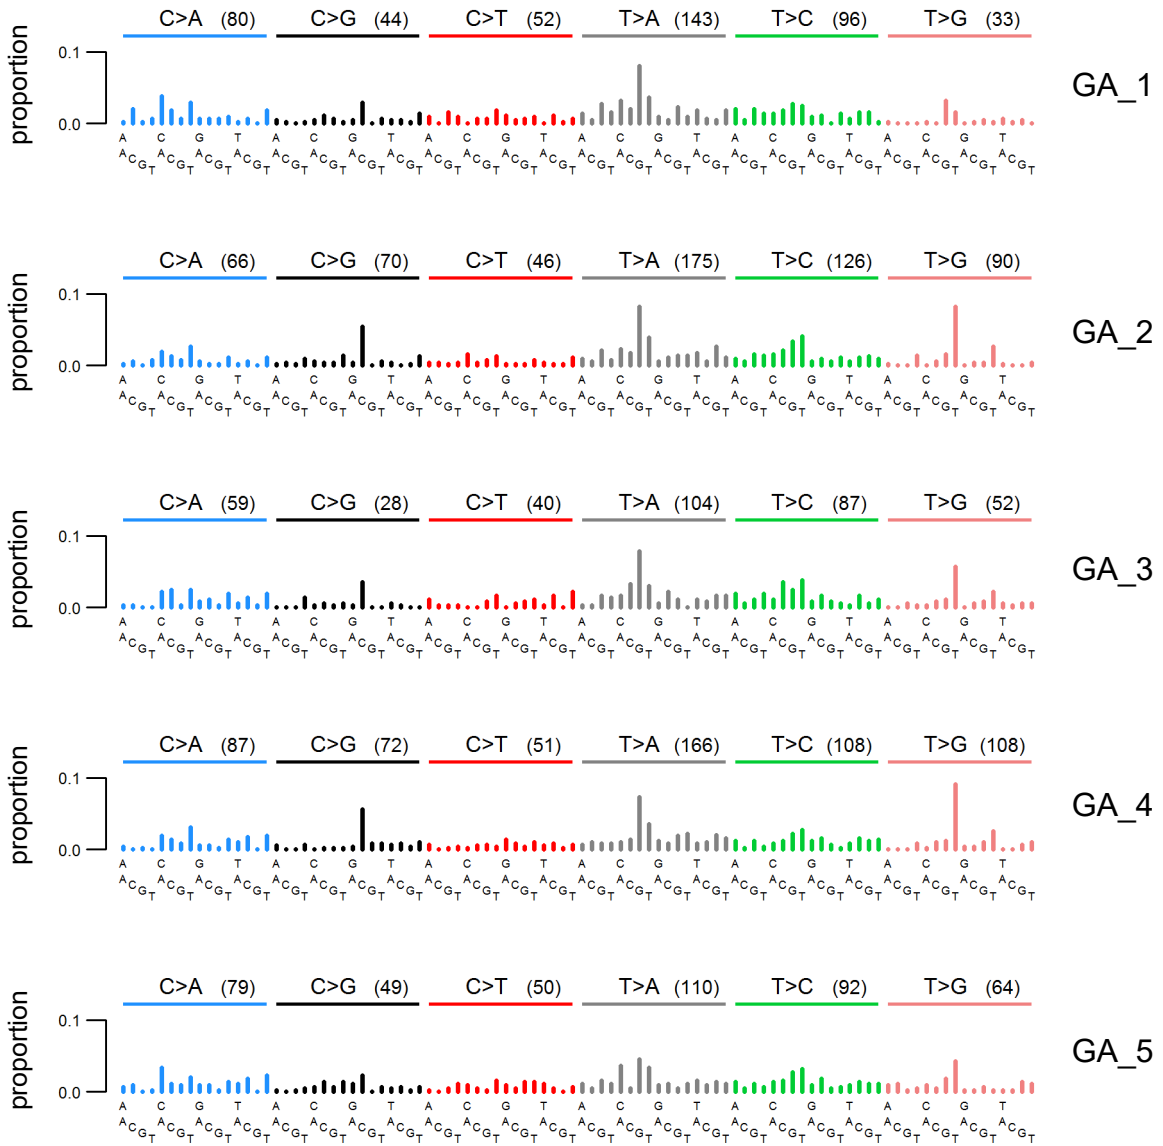 C>A (80) C>G (44) C>T (52) T>A (143) T>C (96) T>G (33)
proportion
0.1
0.0
GA_1
A C G T A C G T A C G T A C G T A C G T A C G T
A C G T A C G T A C G T A C G T A C G T A C G T A C G T A C G T A C G T A C G T A C G T A C G T A C G T A C G T A C G T A C G T A C G T A C G T A C G T A C G T A C G T A C G T A C G T A C G T
C>A (66) C>G (70) C>T (46) T>A (175) T>C (126) T>G (90)
proportion
0.1
0.0
GA_2
A C G T A C G T A C G T A C G T A C G T A C G T
A C G T A C G T A C G T A C G T A C G T A C G T A C G T A C G T A C G T A C G T A C G T A C G T A C G T A C G T A C G T A C G T A C G T A C G T A C G T A C G T A C G T A C G T A C G T A C G T
C>A (59) C>G (28) C>T (40) T>A (104) T>C (87) T>G (52)
proportion
0.1
0.0
GA_3
A C G T A C G T A C G T A C G T A C G T A C G T
A C G T A C G T A C G T A C G T A C G T A C G T A C G T A C G T A C G T A C G T A C G T A C G T A C G T A C G T A C G T A C G T A C G T A C G T A C G T A C G T A C G T A C G T A C G T A C G T
C>A (87) C>G (72) C>T (51) T>A (166) T>C (108) T>G (108)
proportion
0.1
0.0
GA_4
A C G T A C G T A C G T A C G T A C G T A C G T
A C G T A C G T A C G T A C G T A C G T A C G T A C G T A C G T A C G T A C G T A C G T A C G T A C G T A C G T A C G T A C G T A C G T A C G T A C G T A C G T A C G T A C G T A C G T A C G T
C>A (79) C>G (49) C>T (50) T>A (110) T>C (92) T>G (64)
proportion
0.1
0.0
GA_5
A C G T A C G T A C G T A C G T A C G T A C G T
A C G T A C G T A C G T A C G T A C G T A C G T A C G T A C G T A C G T A C G T A C G T A C G T A C G T A C G T A C G T A C G T A C G T A C G T A C G T A C G T A C G T A C G T A C G T A C G T